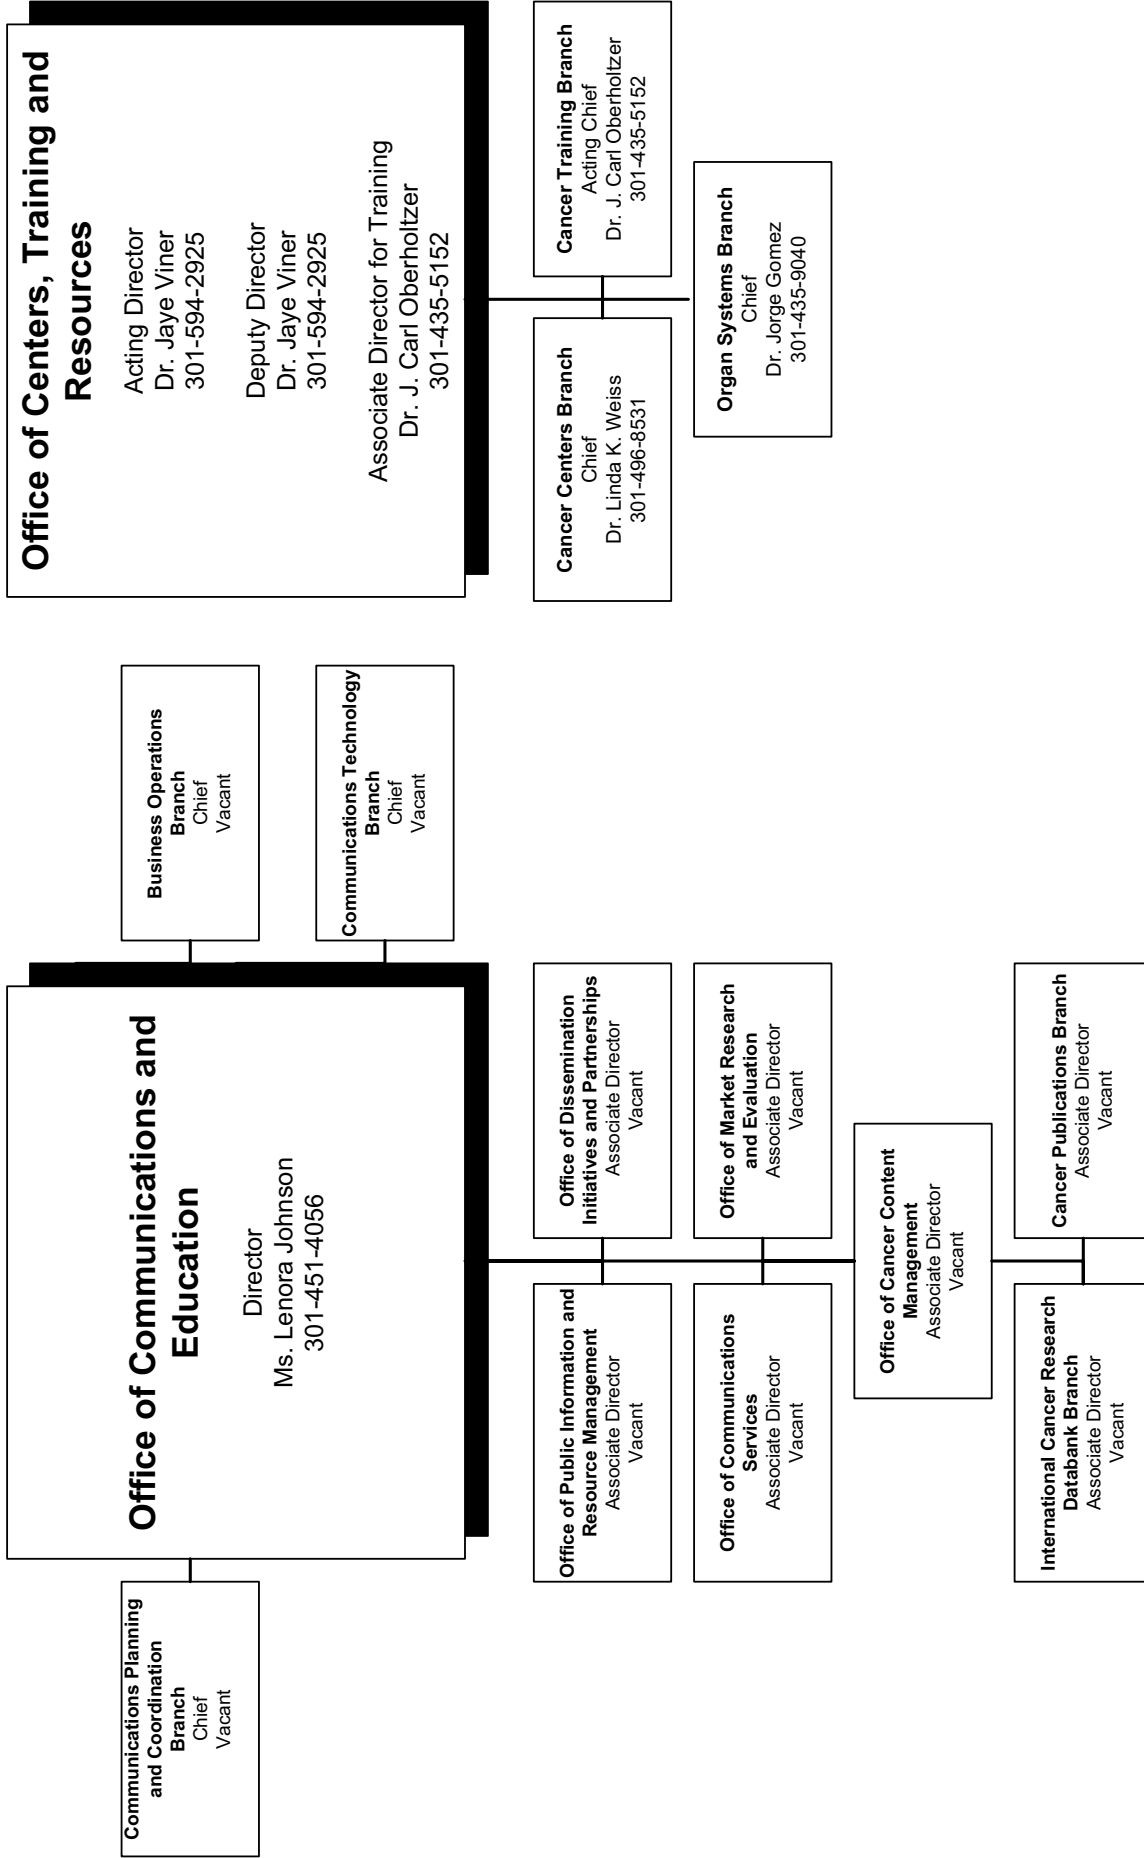 Office of Communications and
Education
Director
Ms. Lenora Johnson
301-451-4056
Communications Planning
and Coordination
Branch
Chief
Vacant
Business Operations
Branch
Chief
Vacant
Communications Technology
Branch
Chief
Vacant
Office of Public Information and
Resource Management
Associate Director
Vacant
Office of Dissemination
Initiatives and Partnerships
Associate Director
Vacant
Office of Communications
Services
Associate Director
Vacant
Office of Market Research
and Evaluation
Associate Director
Vacant
Office of Cancer Content
Management
Associate Director
Vacant
International Cancer Research
Databank Branch
Associate Director
Vacant
Cancer Publications Branch
Associate Director
Vacant
Office of Centers, Training and
Resources
Acting Director
Dr. Jaye Viner
301-594-2925
Deputy Director
Dr. Jaye Viner
301-594-2925
Associate Director for Training
Dr. J. Carl Oberholtzer
301-435-5152
Cancer Centers Branch
Chief
Dr. Linda K. Weiss
301-496-8531
Cancer Training Branch
Acting Chief
Dr. J. Carl Oberholtzer
301-435-5152
Organ Systems Branch
Chief
Dr. Jorge Gomez
301-435-9040